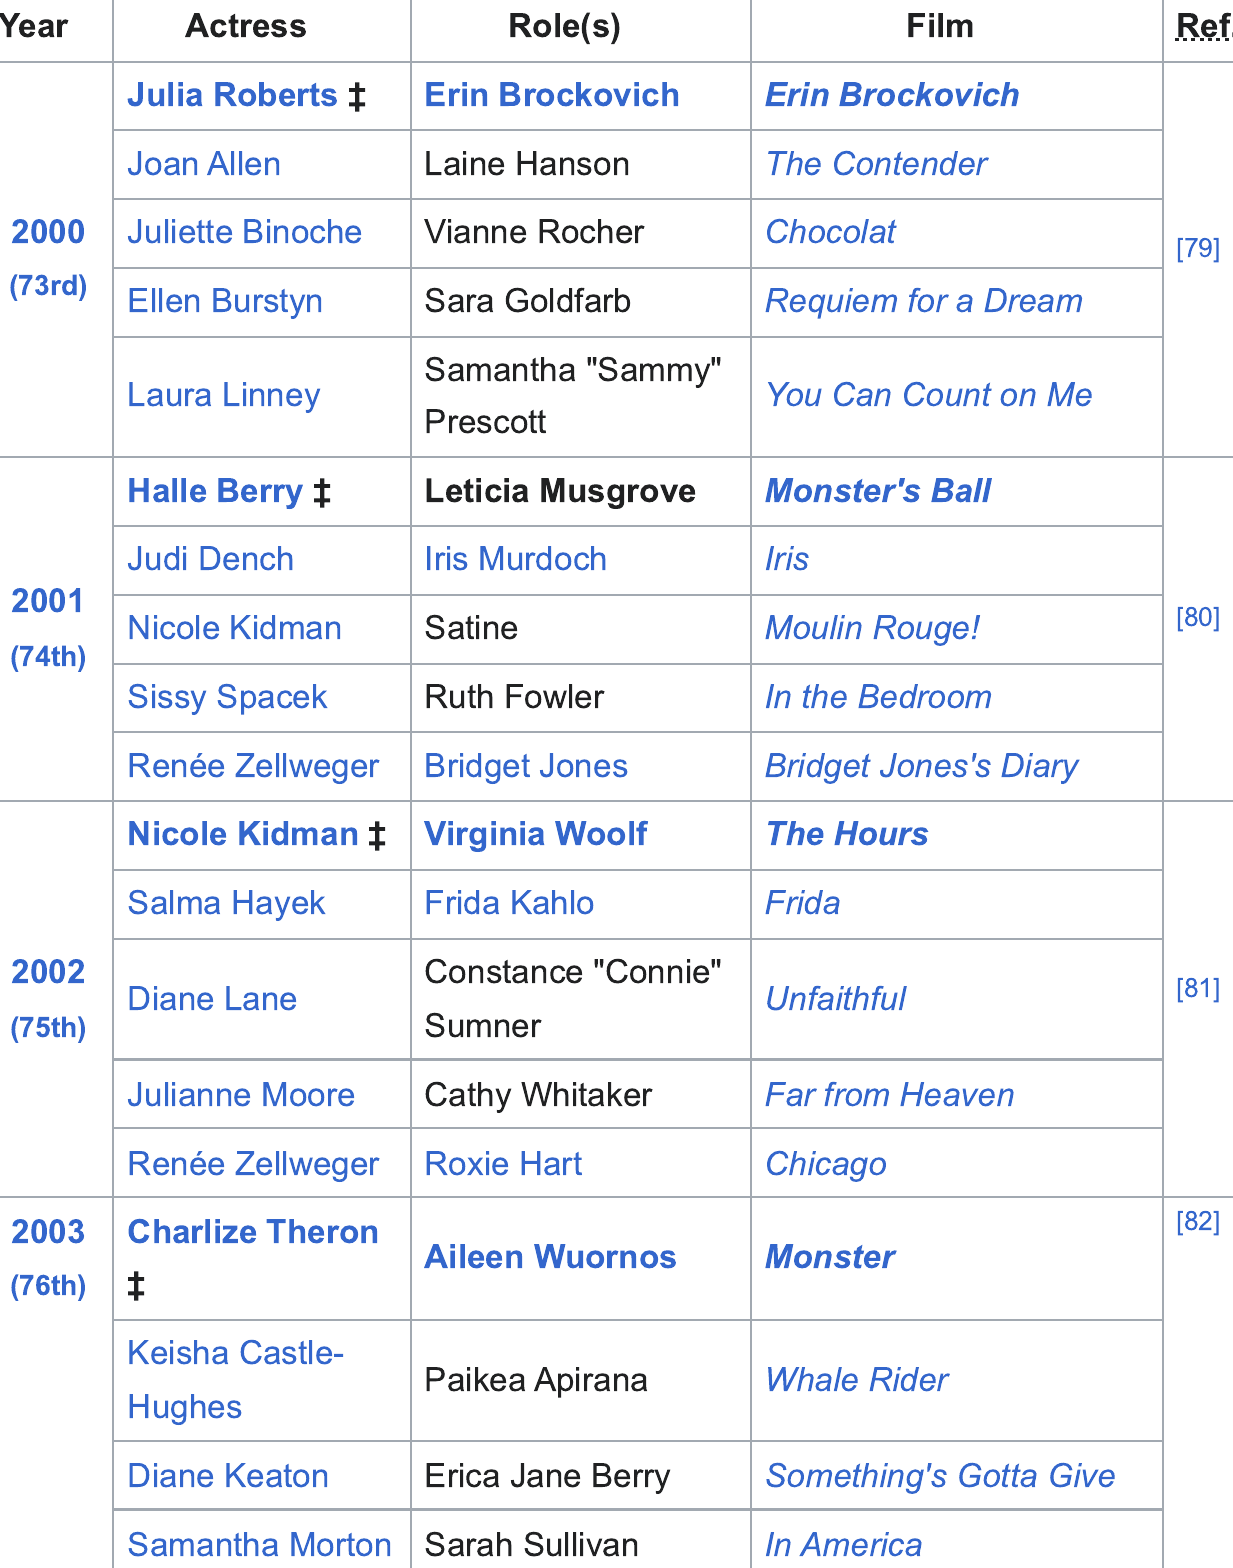 Year Actress Role(s) Film Ref.
Julia Roberts ‡ Erin Brockovich Erin Brockovich
Joan Allen Laine Hanson The Contender
2000 Juliette Binoche Vianne Rocher Chocolat [79]
(73rd)
Ellen Burstyn Sara Goldfarb Requiem for a Dream
Samantha "Sammy"
Laura Linney You Can Count on Me
Prescott
Halle Berry ‡ Leticia Musgrove Monster's Ball
Judi Dench Iris Murdoch Iris
2001
Nicole Kidman Satine Moulin Rouge! [80]
(74th)
Sissy Spacek Ruth Fowler In the Bedroom
Renée Zellweger Bridget Jones Bridget Jones's Diary
Nicole Kidman ‡ Virginia Woolf The Hours
Salma Hayek Frida Kahlo Frida
2002 Constance "Connie"
Diane Lane Unfaithful [81]
(75th) Sumner
Julianne Moore Cathy Whitaker Far from Heaven
Renée Zellweger Roxie Hart Chicago
2003 Charlize Theron [82]
Aileen Wuornos Monster
(76th) ‡
Keisha Castle-
Paikea Apirana Whale Rider
Hughes
Diane Keaton Erica Jane Berry Something's Gotta Give
Samantha Morton Sarah Sullivan In America